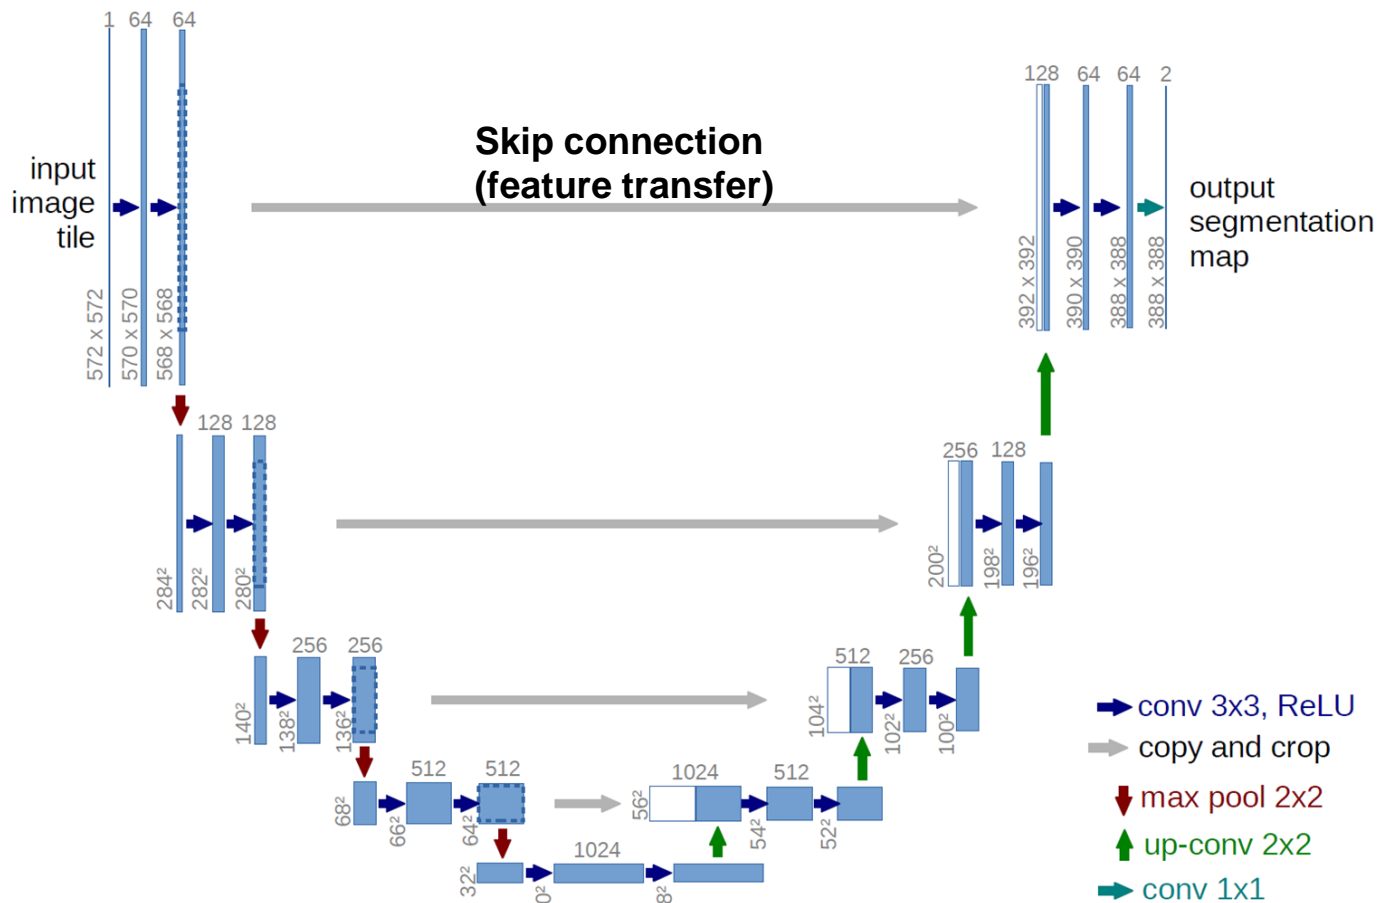 1 64 64
128 64 64 2
Skip connection
(feature transfer)
input
image
tile
output
segmentation
map
572 x 572
570 x 570
568 x 568
392 x 392
390 x 390
388 x 388
388 x 388
128 128
256 128
284²
282²
280²
200²
198²
196²
256 256
512 256
140²
138²
136²
104²
102²
100²
512 512
1024 512
68²
66²
64²
56²
54²
52²
1024
32²
conv 3x3, ReLU
copy and crop
max pool 2x2
up-conv 2x2
conv 1x1